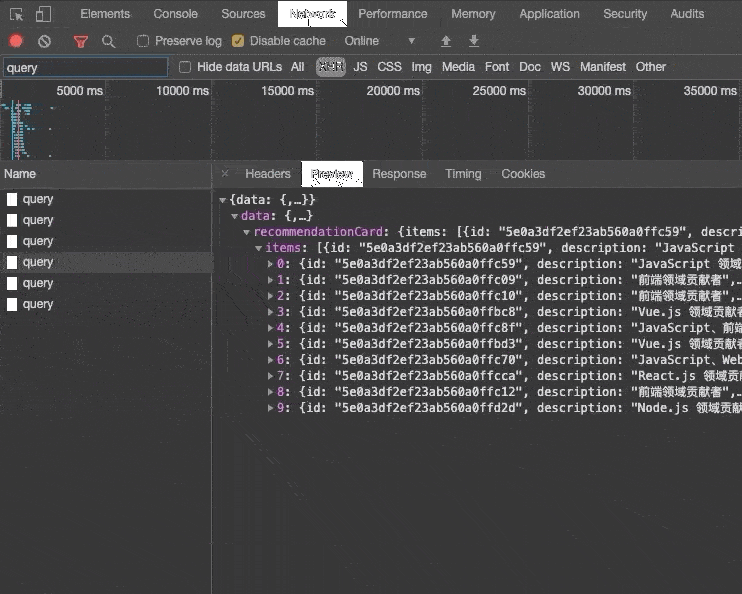 Elements Console Sources Network Performance Memory Application Security Audits
Preserve log Disable cache Online
query Hide data URLs All XHR JS CSS Img Media Font Doc WS Manifest Other
5000 ms 10000 ms 15000 ms 20000 ms 25000 ms 30000 ms 35000 ms
Name × Headers Preview Response Timing Cookies
query
query
query
query
query
query
{data: {,…}}
data: {,…}
recommendationCard: {items: [{id: "5e0a3df2ef23ab560a0ffc59", descri
items: [{id: "5e0a3df2ef23ab560a0ffc59", description: "JavaScript
0: {id: "5e0a3df2ef23ab560a0ffc59", description: "JavaScript 领域
1: {id: "5e0a3df2ef23ab560a0ffc09", description: "前端领域贡献者",…
2: {id: "5e0a3df2ef23ab560a0ffc10", description: "前端领域贡献者",…
3: {id: "5e0a3df2ef23ab560a0ffbc8", description: "Vue.js 领域贡献者
4: {id: "5e0a3df2ef23ab560a0ffc8f", description: "JavaScript、前端
5: {id: "5e0a3df2ef23ab560a0ffbd3", description: "Vue.js 领域贡献者
6: {id: "5e0a3df2ef23ab560a0ffc70", description: "JavaScript、Web
7: {id: "5e0a3df2ef23ab560a0ffcca", description: "React.js 领域贡献
8: {id: "5e0a3df2ef23ab560a0ffc12", description: "前端领域贡献者",…
9: {id: "5e0a3df2ef23ab560a0ffd2d", description: "Node.js 领域贡献